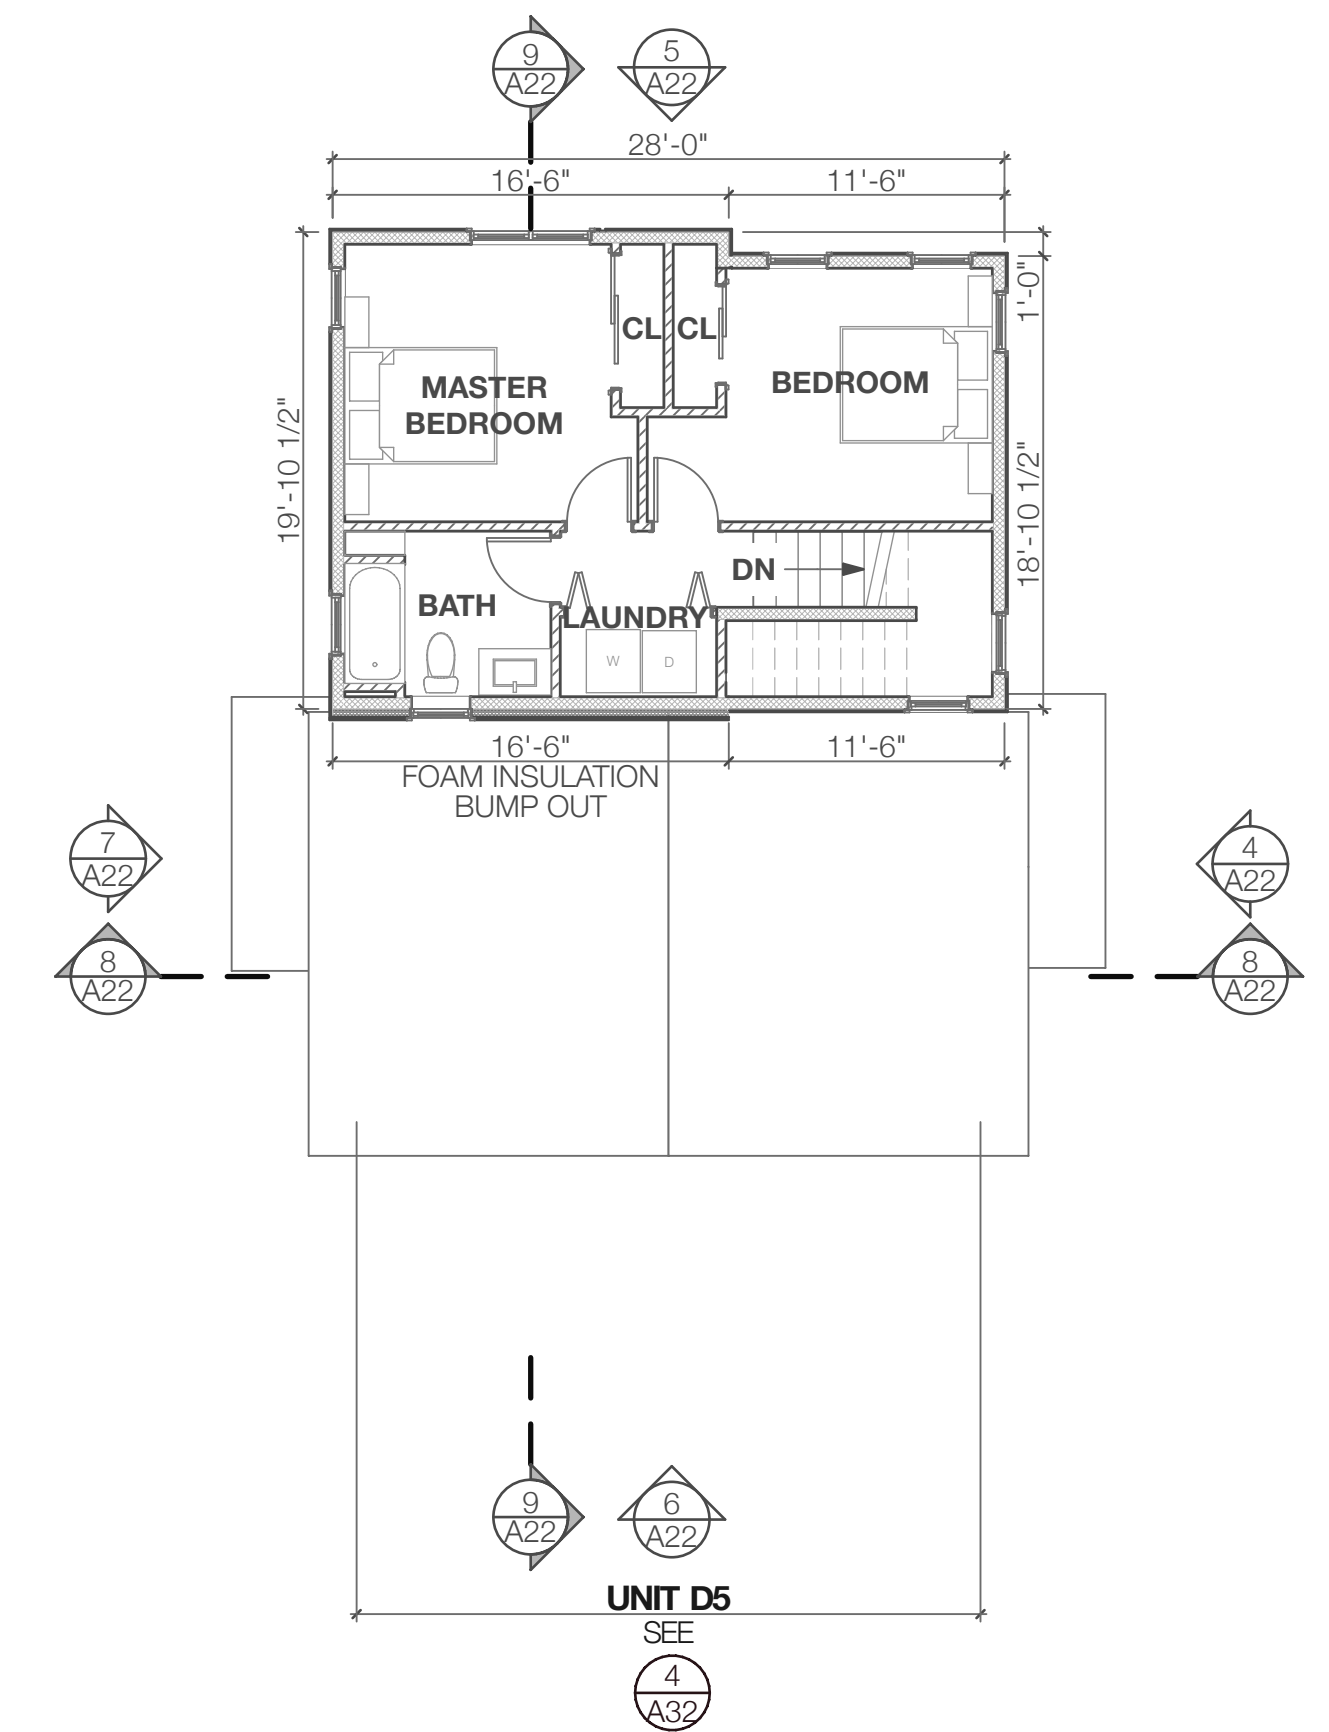 9
A22
5
A22
28'-0"
16'-6"
11'-6"
19'-10 1/2"
1'-0"
18'-10 1/2"
CL
CL
MASTER
BEDROOM
BEDROOM
DN
BATH
LAUNDRY
W
D
16'-6"
11'-6"
FOAM INSULATION
BUMP OUT
7
A22
4
A22
8
A22
8
A22
9
A22
6
A22
UNIT D5
SEE
4
A32